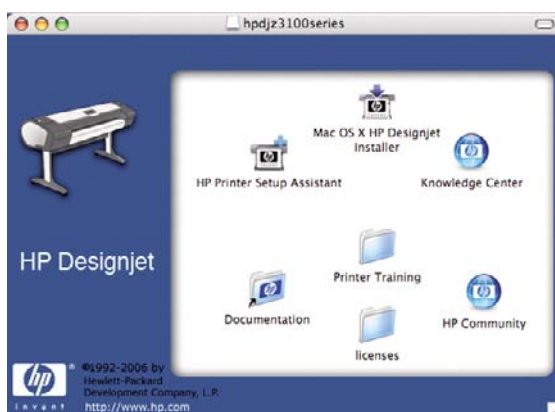 hpdjz3100series
Mac OS X HP Designjet
Installer
HP Printer Setup Assistant
Knowledge Center
HP Designjet
Printer Training
Documentation
HP Community
licenses
hp
®
invent
©1992-2006 by
Hewlett-Packard
Development Company, L.P.
http://www.hp.com